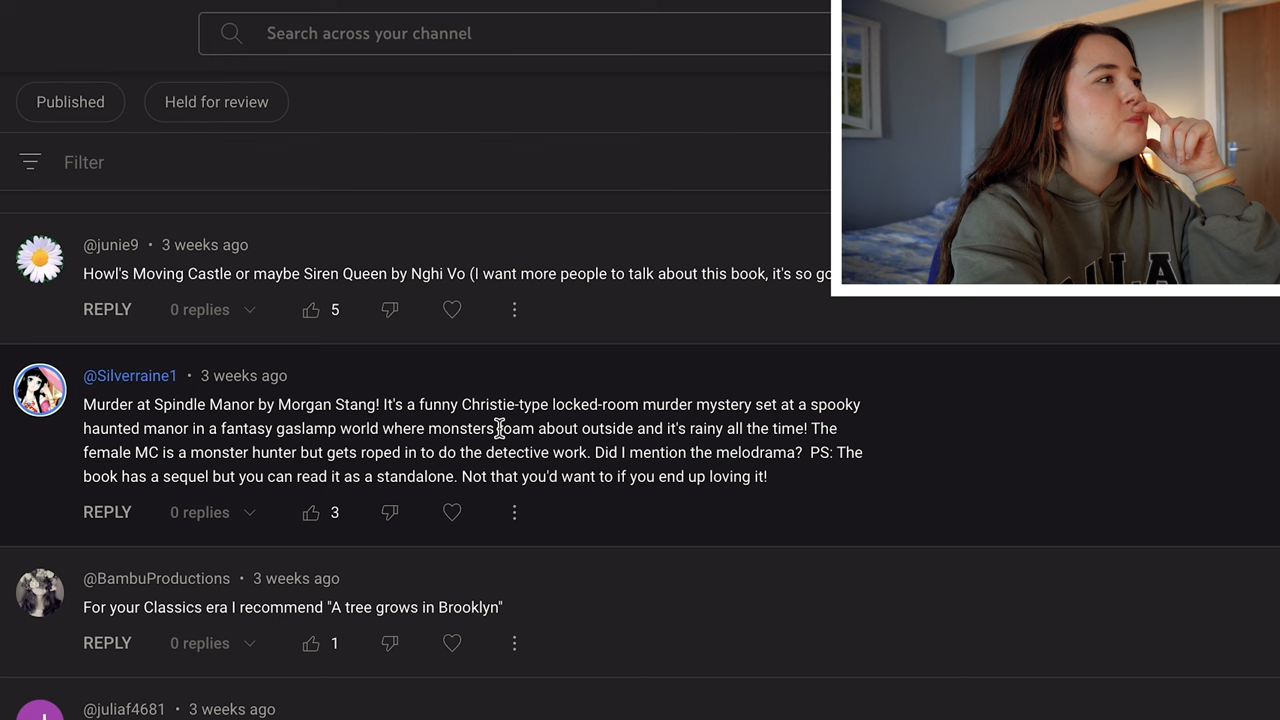 Search across your channel
Published
Held for review
Filter
@junie9 • 3 weeks ago
Howl's Moving Castle or maybe Siren Queen by Nghi Vo (I want more people to talk about this book, it's so
REPLY 0 replies 5
@Silverraine1 • 3 weeks ago
Murder at Spindle Manor by Morgan Stang! It's a funny Christie-type locked-room murder mystery set at a spooky
haunted manor in a fantasy gaslamp world where monsters roam about outside and it's rainy all the time! The
female MC is a monster hunter but gets roped in to do the detective work. Did I mention the melodrama? PS: The
book has a sequel but you can read it as a standalone. Not that you'd want to if you end up loving it!
REPLY 0 replies 3
@BambuProductions • 3 weeks ago
For your Classics era I recommend "A tree grows in Brooklyn"
REPLY 0 replies 1
@juliaf4681 • 3 weeks ago